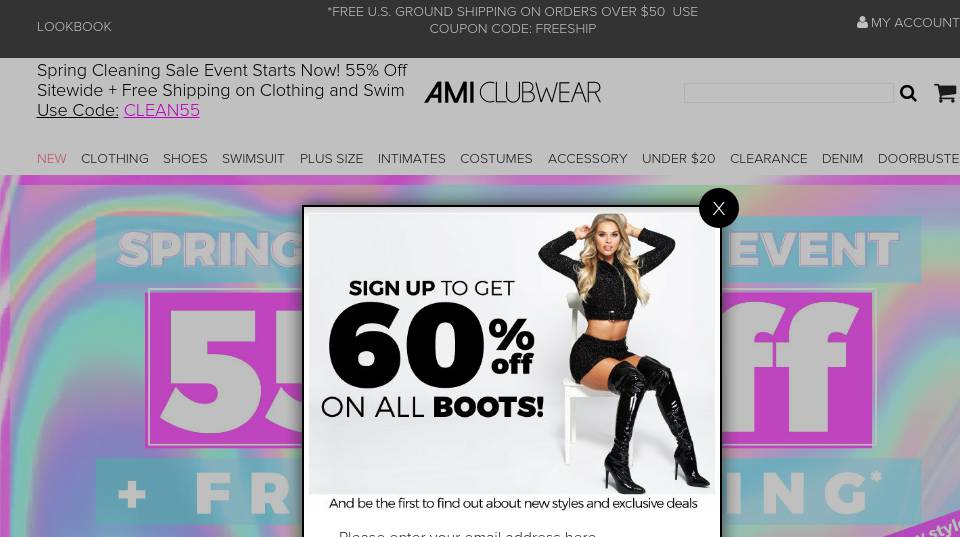 *FREE U.S. GROUND SHIPPING ON ORDERS OVER $50 USE
COUPON CODE: FREESHIP
LOOKBOOK
MY ACCOUNT
Spring Cleaning Sale Event Starts Now! 55% Off
Sitewide + Free Shipping on Clothing and Swim
Use Code: CLEAN55
AMI CLUBWEAR
NEW CLOTHING SHOES SWIMSUIT PLUS SIZE INTIMATES COSTUMES ACCESSORY UNDER $20 CLEARANCE DENIM DOORBUSTE
X
SPRING EVENT
SIGN UP TO GET
60% off
ON ALL BOOTS!
55 ff
+ FR ING*
And be the first to find out about new styles and exclusive deals
Please enter your email address here